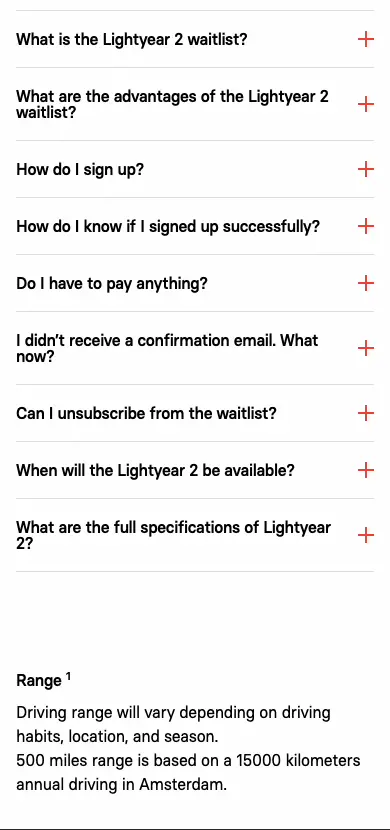 What is the Lightyear 2 waitlist?
What are the advantages of the Lightyear 2
waitlist?
How do I sign up?
How do I know if I signed up successfully?
Do I have to pay anything?
I didn’t receive a confirmation email. What
now?
Can I unsubscribe from the waitlist?
When will the Lightyear 2 be available?
What are the full specifications of Lightyear
2?
Range ¹
Driving range will vary depending on driving
habits, location, and season.
500 miles range is based on a 15000 kilometers
annual driving in Amsterdam.